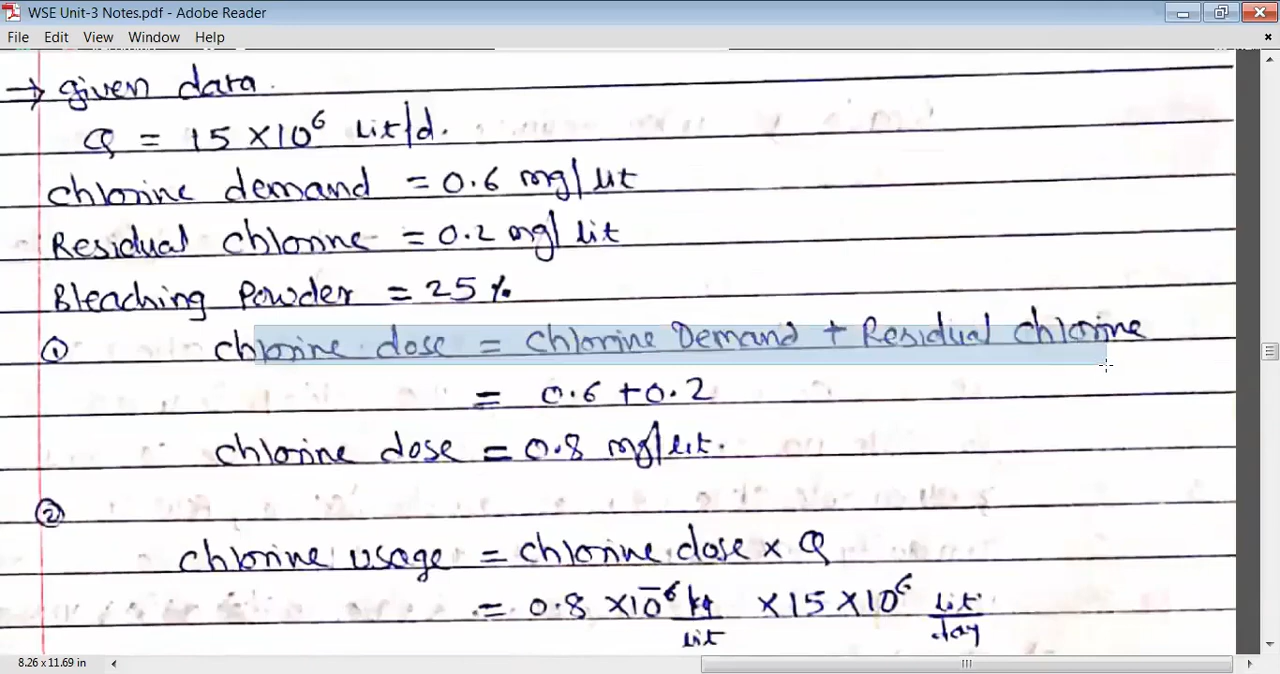 WSE Unit-3 Notes.pdf - Adobe Reader
File Edit View Window Help
→ given data.
Q = 15 ×10⁶ Lit/d.
chlorine demand = 0.6 mg/lit
Residual chlorine = 0.2 mg/lit
Bleaching Powder = 25 %.
① chlorine dose = chlorine Demand + Residual chlorine
= 0.6 + 0.2
chlorine dose = 0.8 mg/lit.
②
chlorine usage = chlorine dose × Q
= 0.8 ×10⁻⁶ kg/lit ×15 ×10⁶ lit/day
8.26 x 11.69 in